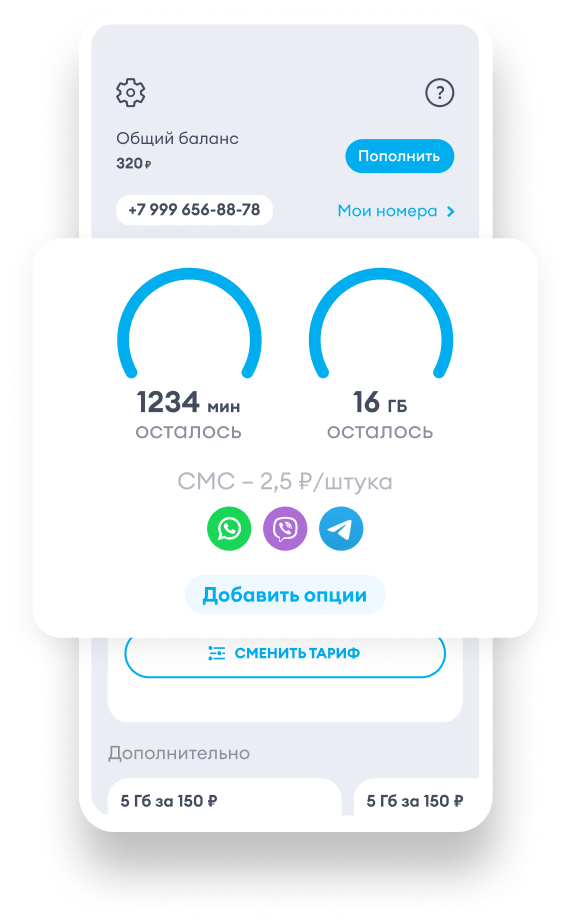 ?
Общий баланс
320 ₽
Пополнить
+7 999 656-88-78
Мои номера
1234 мин
осталось
16 ГБ
осталось
СМС – 2,5 ₽/штука
Добавить опции
СМЕНИТЬ ТАРИФ
Дополнительно
5 Гб за 150 ₽
5 Гб за 150 ₽